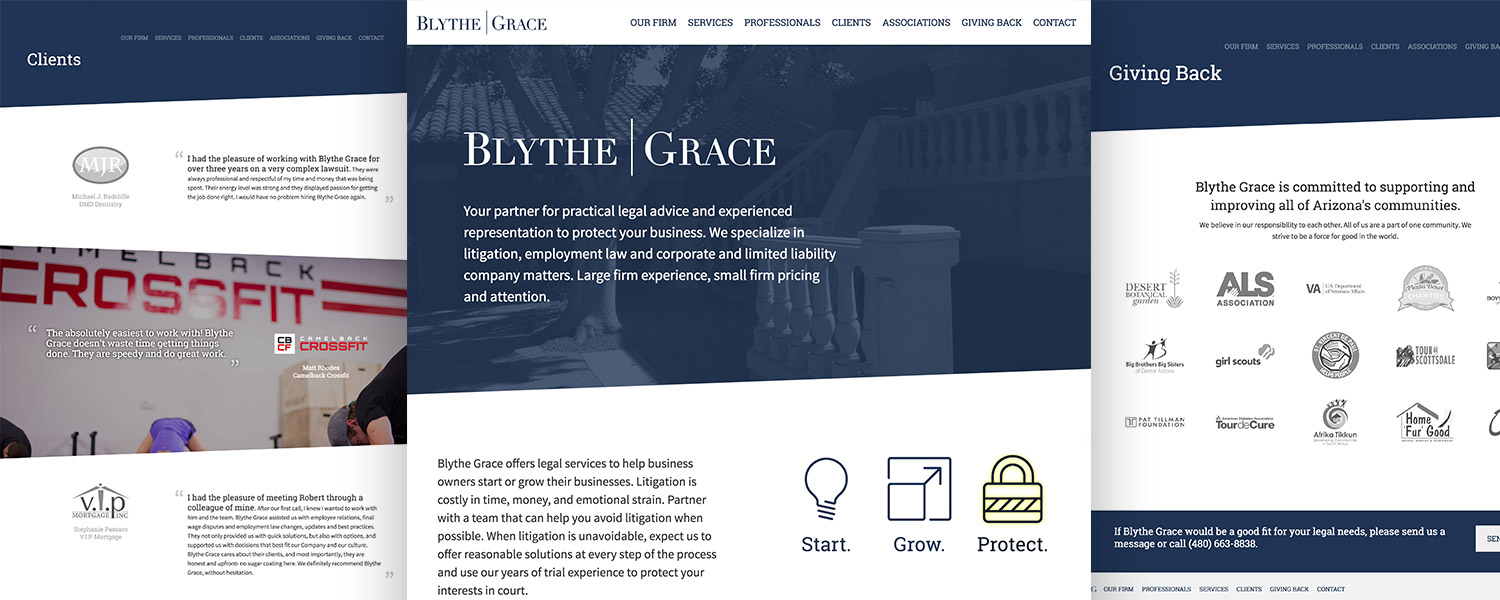 OUR FIRM SERVICES PROFESSIONALS CLIENTS ASSOCIATIONS GIVING BACK CONTACT
Clients
MJR
Michael J. Radcliffe
DMD Dentistry
“ I had the pleasure of working with Blythe Grace for
over three years on a very complex lawsuit. They were
always professional and respectful of my time and money that was being
spent. Their energy level was strong and they displayed passion for getting
the job done right. I would have no problem hiring Blythe Grace again. ”
CAMELBACK
CROSSFIT
“ The absolutely easiest to work with! Blythe
Grace doesn't waste time getting things
done. They are speedy and do great work. ”
CB
CF
CAMELBACK
CROSSFIT
Matt Rhodes
Camelback Crossfit
v.i.p
MORTGAGE INC
Stephanie Passaro
V.I.P. Mortgage
“ I had the pleasure of meeting Robert through a
colleague of mine. After our first call, I knew I wanted to work with
him and the team. Blythe Grace assisted us with employee relations, final
wage disputes and employment law changes, updates and best practices.
They not only provided us with quick solutions, but also with options, and
supported us with decisions that best fit our Company and our culture.
Blythe Grace cares about their clients, and most importantly, they are
honest and upfront- no sugar coating here. We definitely recommend Blythe
Grace, without hesitation. ”
BLYTHE | GRACE
OUR FIRM SERVICES PROFESSIONALS CLIENTS ASSOCIATIONS GIVING BACK CONTACT
BLYTHE | GRACE
Your partner for practical legal advice and experienced
representation to protect your business. We specialize in
litigation, employment law and corporate and limited liability
company matters. Large firm experience, small firm pricing
and attention.
Blythe Grace offers legal services to help business
owners start or grow their businesses. Litigation is
costly in time, money, and emotional strain. Partner
with a team that can help you avoid litigation when
possible. When litigation is unavoidable, expect us to
offer reasonable solutions at every step of the process
and use our years of trial experience to protect your
interests in court.
Start. Grow. Protect.
OUR FIRM SERVICES PROFESSIONALS CLIENTS ASSOCIATIONS GIVING BA
Giving Back
Blythe Grace is committed to supporting and
improving all of Arizona's communities.
We believe in our responsibility to each other. All of us are a part of one community. We
strive to be a force for good in the world.
DESERT
BOTANICAL
garden
ALS
ASSOCIATION
VA U.S. Department
of Veterans Affairs
Fiesta Bowl
CHARITIES
Big Brothers Big Sisters
of Central Arizona
girl scouts
ST. VINCENT DE PAUL
HELPS PEOPLE
TOUR DE
SCOTTSDALE
PAT TILLMAN
FOUNDATION
American Diabetes Association
TourdeCure
Afrika Tikkun
Home
'Fur' Good
If Blythe Grace would be a good fit for your legal needs, please send us a
message or call (480) 663-8838.
SEN
G OUR FIRM PROFESSIONALS SERVICES CLIENTS GIVING BACK CONTACT